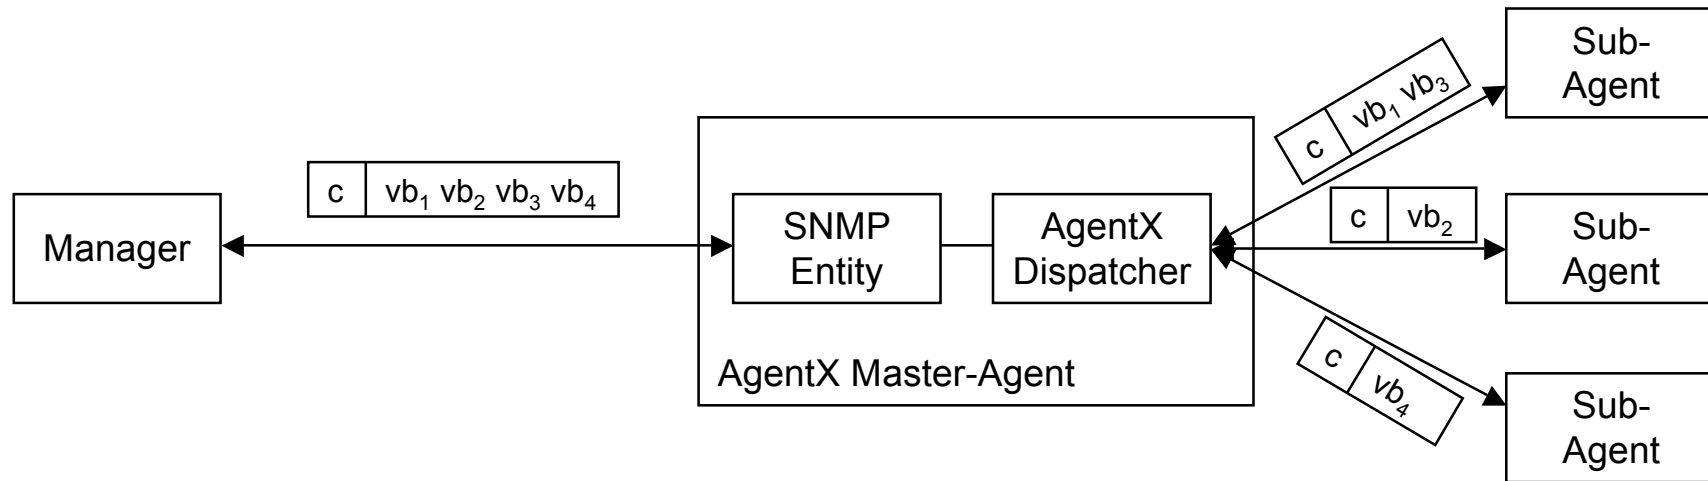 Manager
c vb₁ vb₂ vb₃ vb₄
SNMP
Entity
AgentX
Dispatcher
AgentX Master-Agent
c vb₁ vb₃
c vb₂
c vb₄
Sub-
Agent
Sub-
Agent
Sub-
Agent